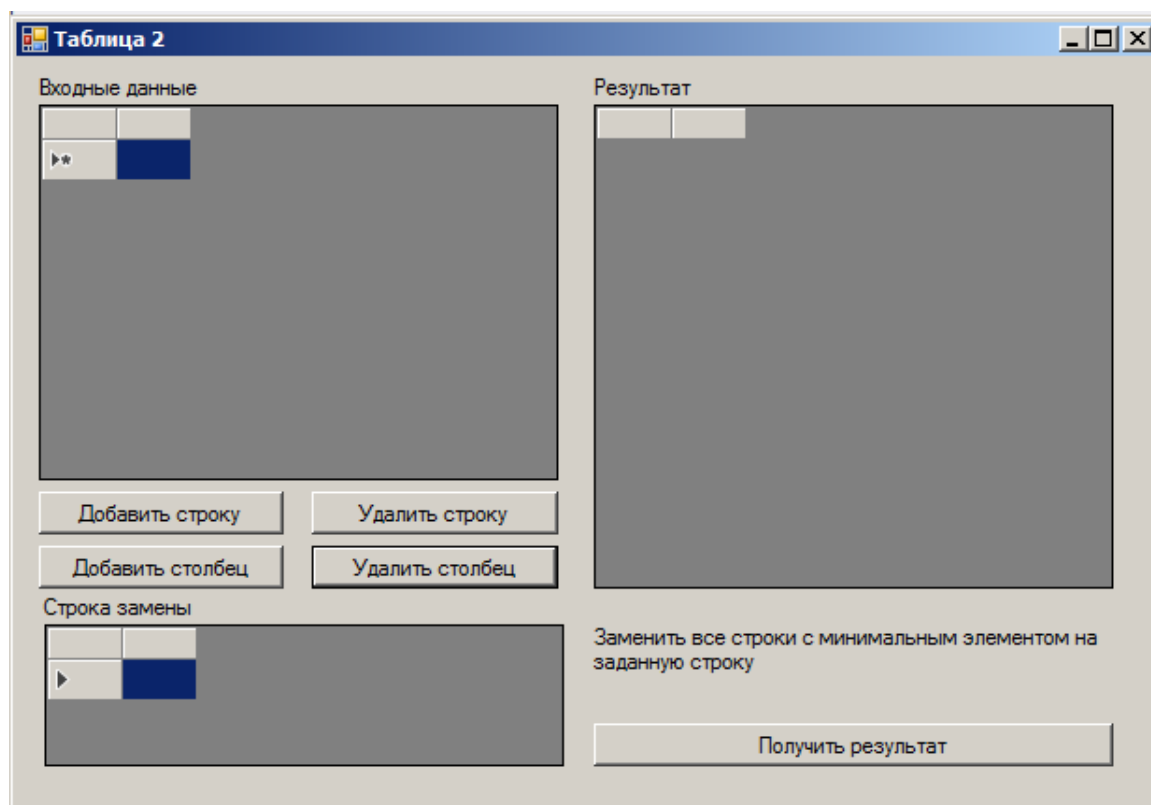 Таблица 2
Входные данные
Результат
Добавить строку
Удалить строку
Добавить столбец
Удалить столбец
Строка замены
Заменить все строки с минимальным элементом на
заданную строку
Получить результат